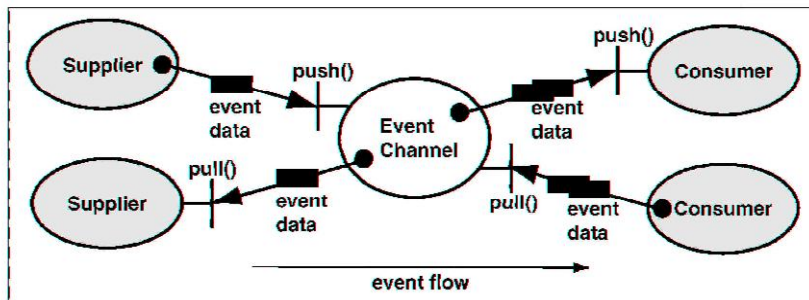 Supplier
push()
event
data
Event
Channel
push()
event
data
Consumer
Supplier
pull()
event
data
pull()
event
data
Consumer
event flow